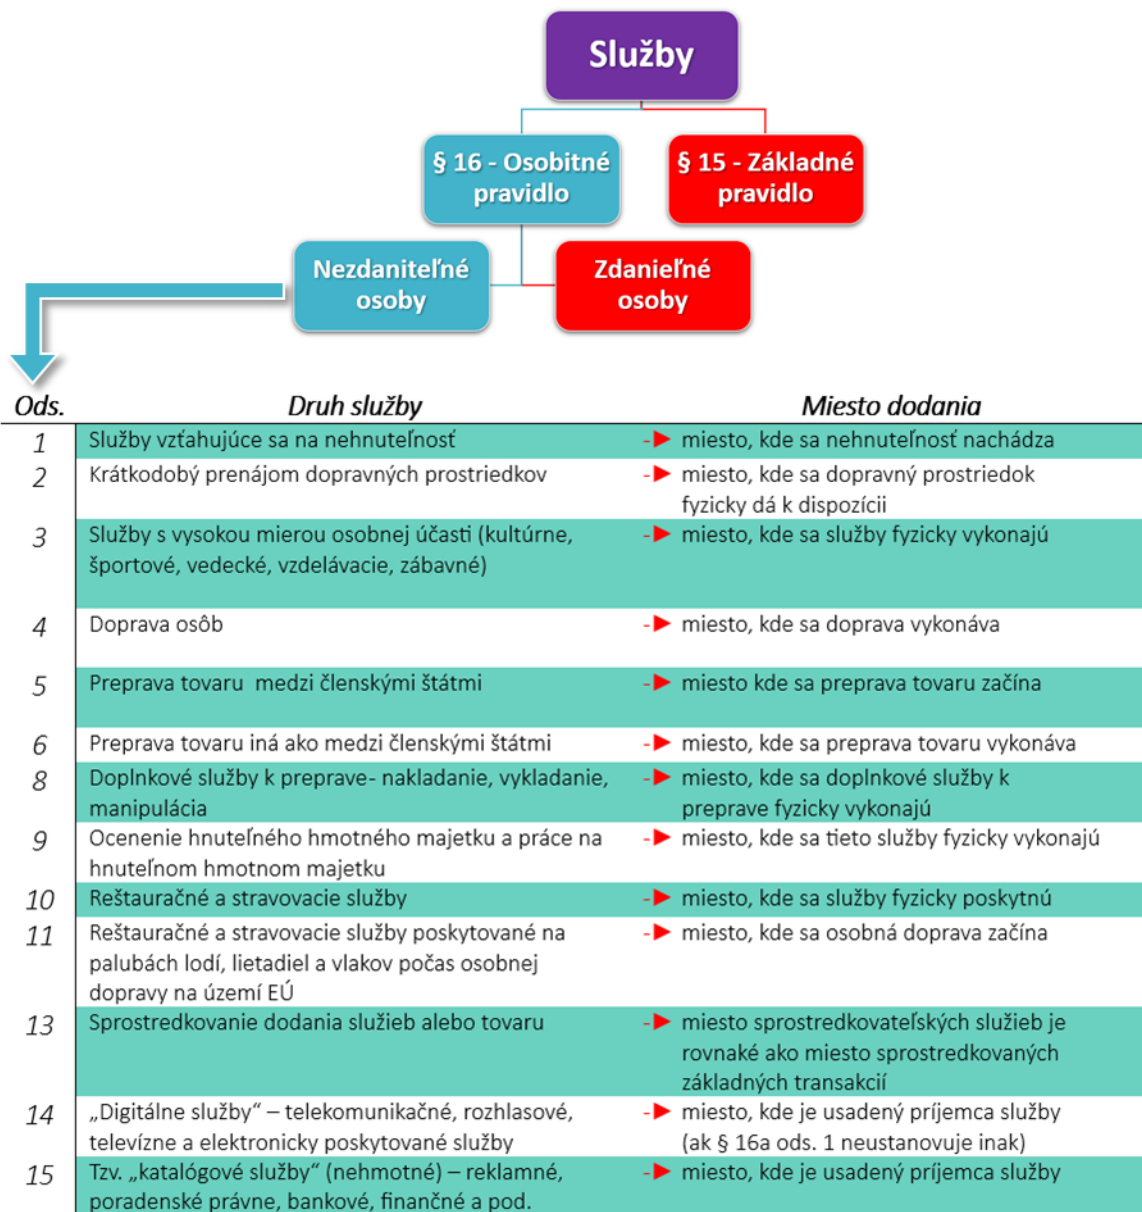 Služby
§ 16 - Osobitné
pravidlo
§ 15 - Základné
pravidlo
Nezdaniteľné
osoby
Zdanieľné
osoby
Ods. Druh služby Miesto dodania
1 Služby vzťahujúce sa na nehnuteľnosť -► miesto, kde sa nehnuteľnosť nachádza
2 Krátkodobý prenájom dopravných prostriedkov -► miesto, kde sa dopravný prostriedok
fyzicky dá k dispozícii
3 Služby s vysokou mierou osobnej účasti (kultúrne, -► miesto, kde sa služby fyzicky vykonajú
športové, vedecké, vzdelávacie, zábavné)
4 Doprava osôb -► miesto, kde sa doprava vykonáva
5 Preprava tovaru medzi členskými štátmi -► miesto kde sa preprava tovaru začína
6 Preprava tovaru iná ako medzi členskými štátmi -► miesto, kde sa preprava tovaru vykonáva
8 Doplnkové služby k preprave- nakladanie, vykladanie, -► miesto, kde sa doplnkové služby k
manipulácia preprave fyzicky vykonajú
9 Ocenenie hnuteľného hmotného majetku a práce na -► miesto, kde sa tieto služby fyzicky vykonajú
hnuteľnom hmotnom majetku
10 Reštauračné a stravovacie služby -► miesto, kde sa služby fyzicky poskytnú
11 Reštauračné a stravovacie služby poskytované na -► miesto, kde sa osobná doprava začína
palubách lodí, lietadiel a vlakov počas osobnej
dopravy na území EÚ
13 Sprostredkovanie dodania služieb alebo tovaru -► miesto sprostredkovateľských služieb je
rovnaké ako miesto sprostredkovaných
základných transakcií
14 „Digitálne služby“ – telekomunikačné, rozhlasové, -► miesto, kde je usadený príjemca služby
televízne a elektronicky poskytované služby (ak § 16a ods. 1 neustanovuje inak)
15 Tzv. „katalógové služby“ (nehmotné) – reklamné, -► miesto, kde je usadený príjemca služby
poradenské právne, bankové, finančné a pod.